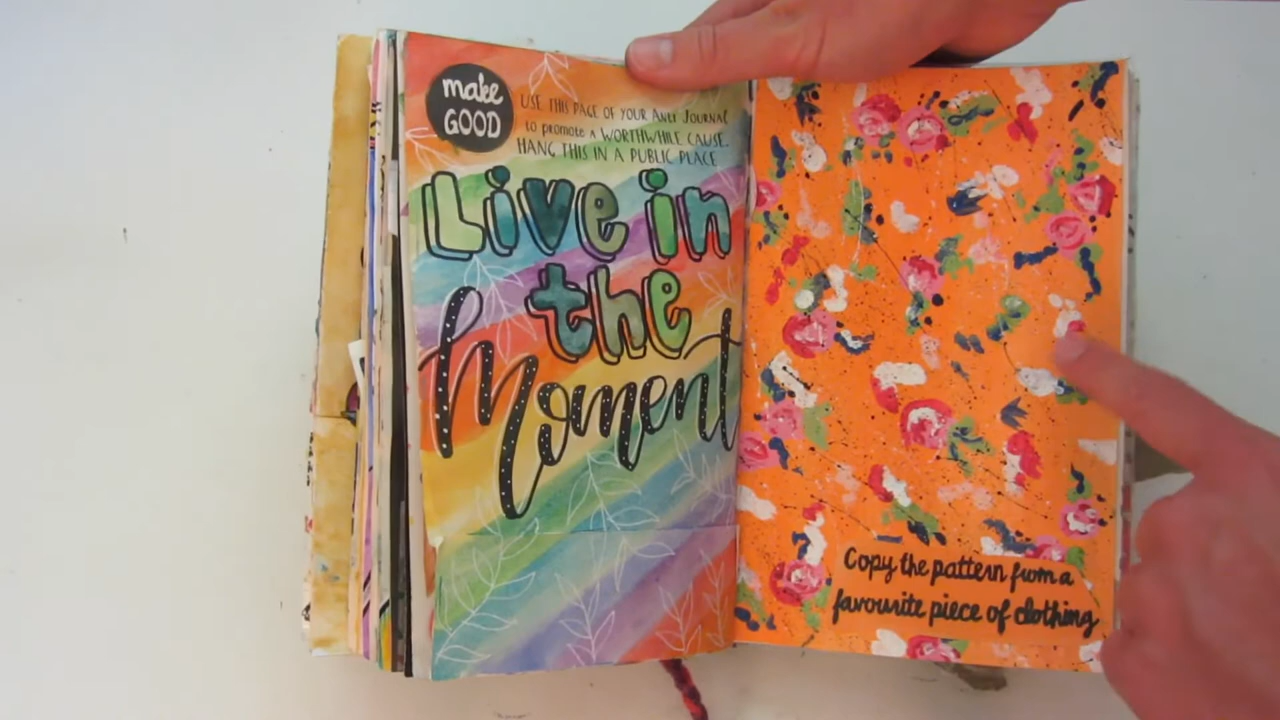 make
GOOD
USE THIS PAGE OF YOUR ANTI JOURNAL
to promote a WORTHWHILE CAUSE.
HANG THIS IN A PUBLIC PLACE
Live in
the
Moment
Copy the pattern from a
favourite piece of clothing